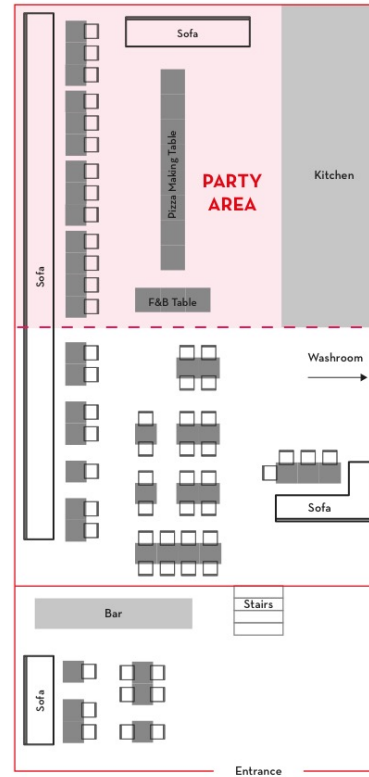 Sofa
Pizza Making Table
PARTY
AREA
Kitchen
Sofa
F&B Table
Washroom
Sofa
Bar
Stairs
Sofa
Entrance